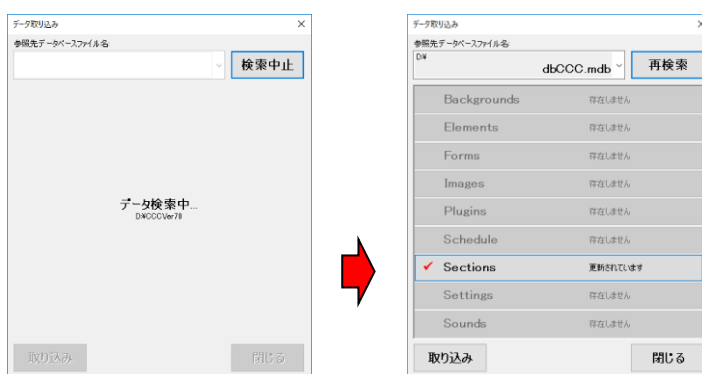 データ取り込み
参照先データベースファイル名
検索中止
データ検索中...
D:¥CCCVer78
取り込み
閉じる
データ取り込み
参照先データベースファイル名
D:¥
dbCCC.mdb
再検索
Backgrounds 存在しません
Elements 存在しません
Forms 存在しません
Images 存在しません
Plugins 存在しません
Schedule 存在しません
✓ Sections 更新されています
Settings 存在しません
Sounds 存在しません
取り込み
閉じる